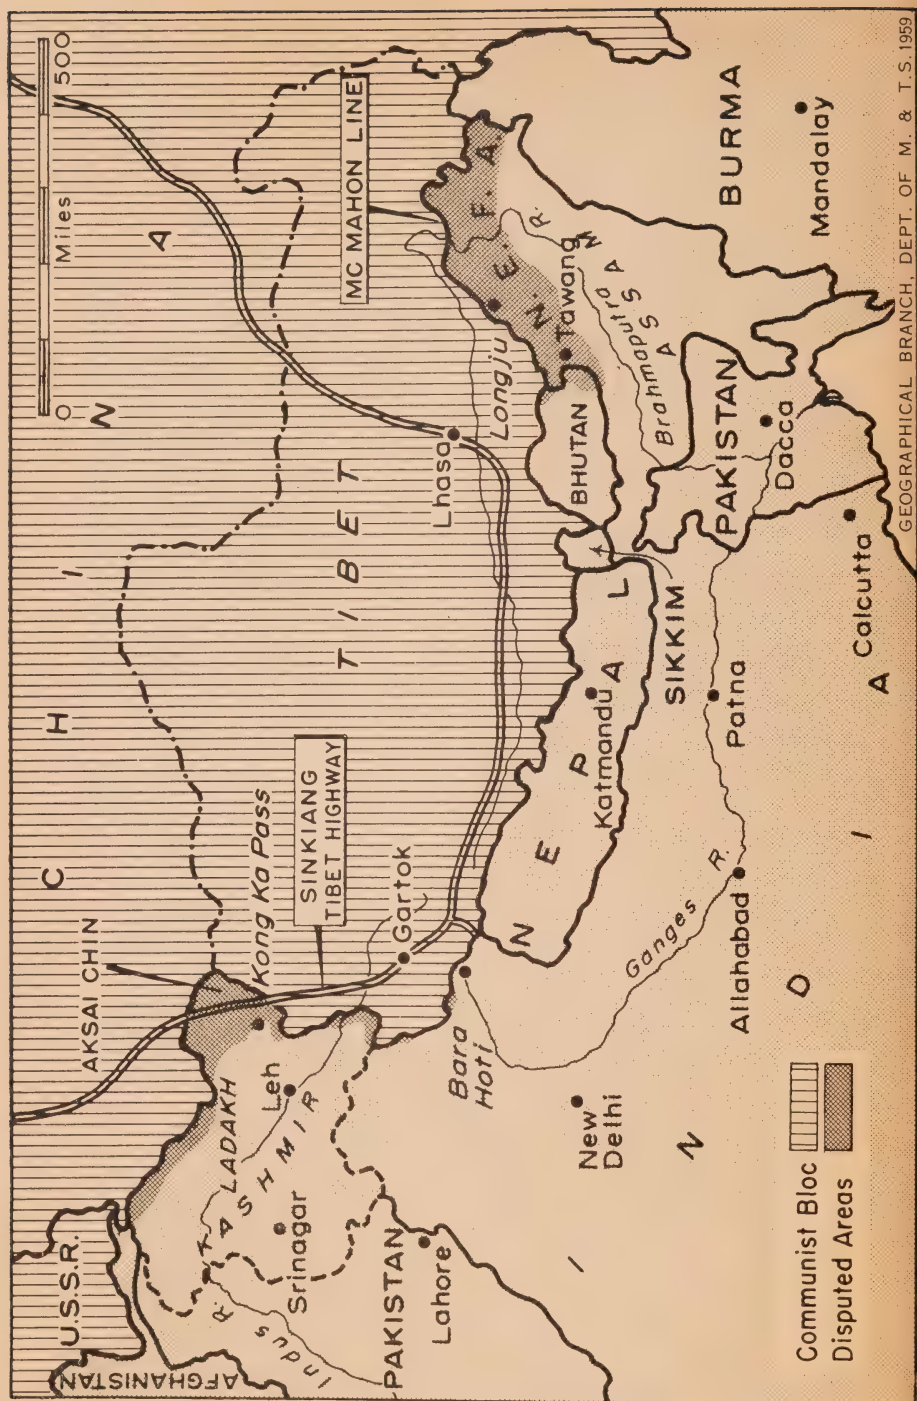 U.S.S.R.
AFGHANISTAN
C H I N A
AKSAI CHIN
Kong Ka Pass
SINKIANG
TIBET HIGHWAY
T I B E T
MC MAHON LINE
0 500
Miles
LADAKH
KASHMIR
Leh
Srinagar
Indus R.
PAKISTAN
Lahore
Gartok
Bara
Hoti
New
Delhi
NEPAL
Katmandu
SIKKIM
BHUTAN
Lhasa
Longju
N. E. F. A.
Tawang
Brahmaputra R.
ASSAM
BURMA
Mandalay
PAKISTAN
Dacca
Calcutta
Patna
Allahabad
Ganges R.
I N D I A
Communist Bloc
Disputed Areas
GEOGRAPHICAL BRANCH, DEPT. OF M. & T.S. 1959